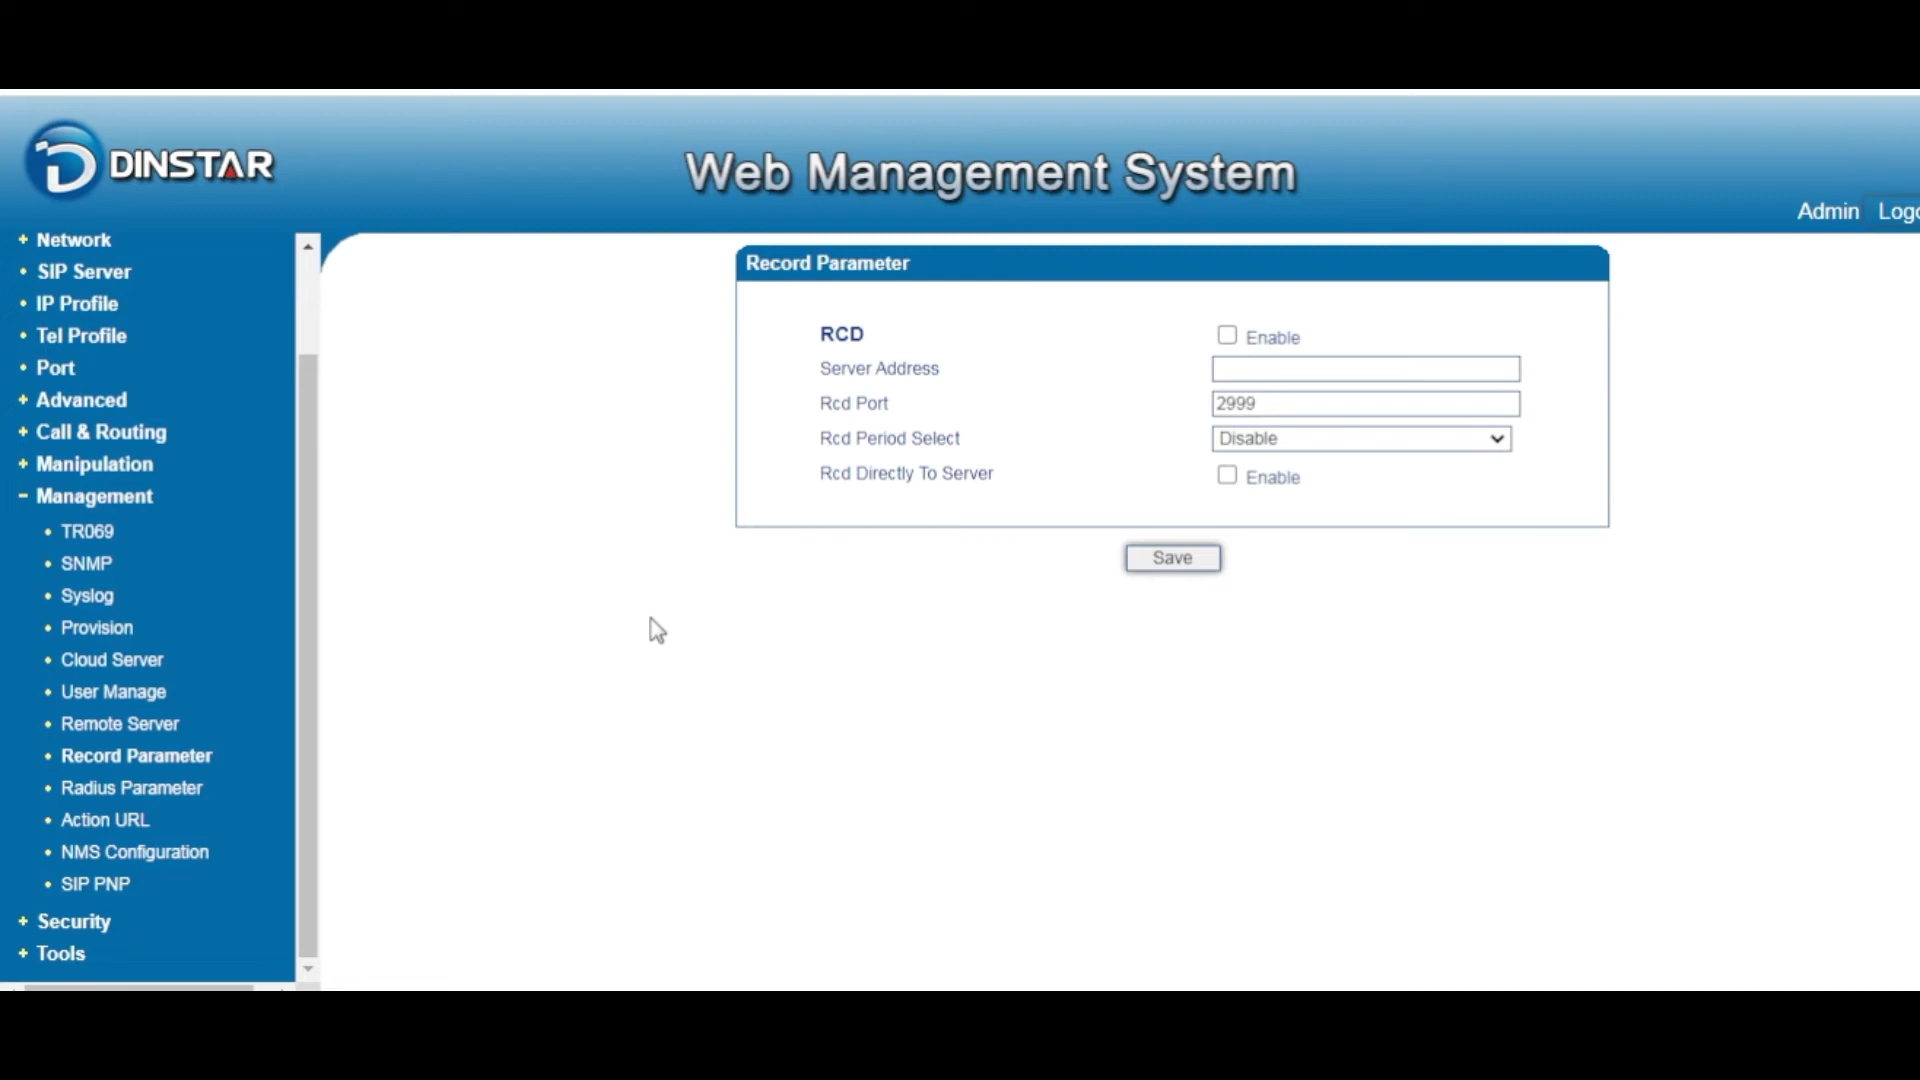 DINSTAR
Web Management System
Admin Logo
Network
SIP Server
IP Profile
Tel Profile
Port
Advanced
Call & Routing
Manipulation
Management
TR069
SNMP
Syslog
Provision
Cloud Server
User Manage
Remote Server
Record Parameter
Radius Parameter
Action URL
NMS Configuration
SIP PNP
Security
Tools
Record Parameter
RCD Enable
Server Address
Rcd Port 2999
Rcd Period Select Disable
Rcd Directly To Server Enable
Save